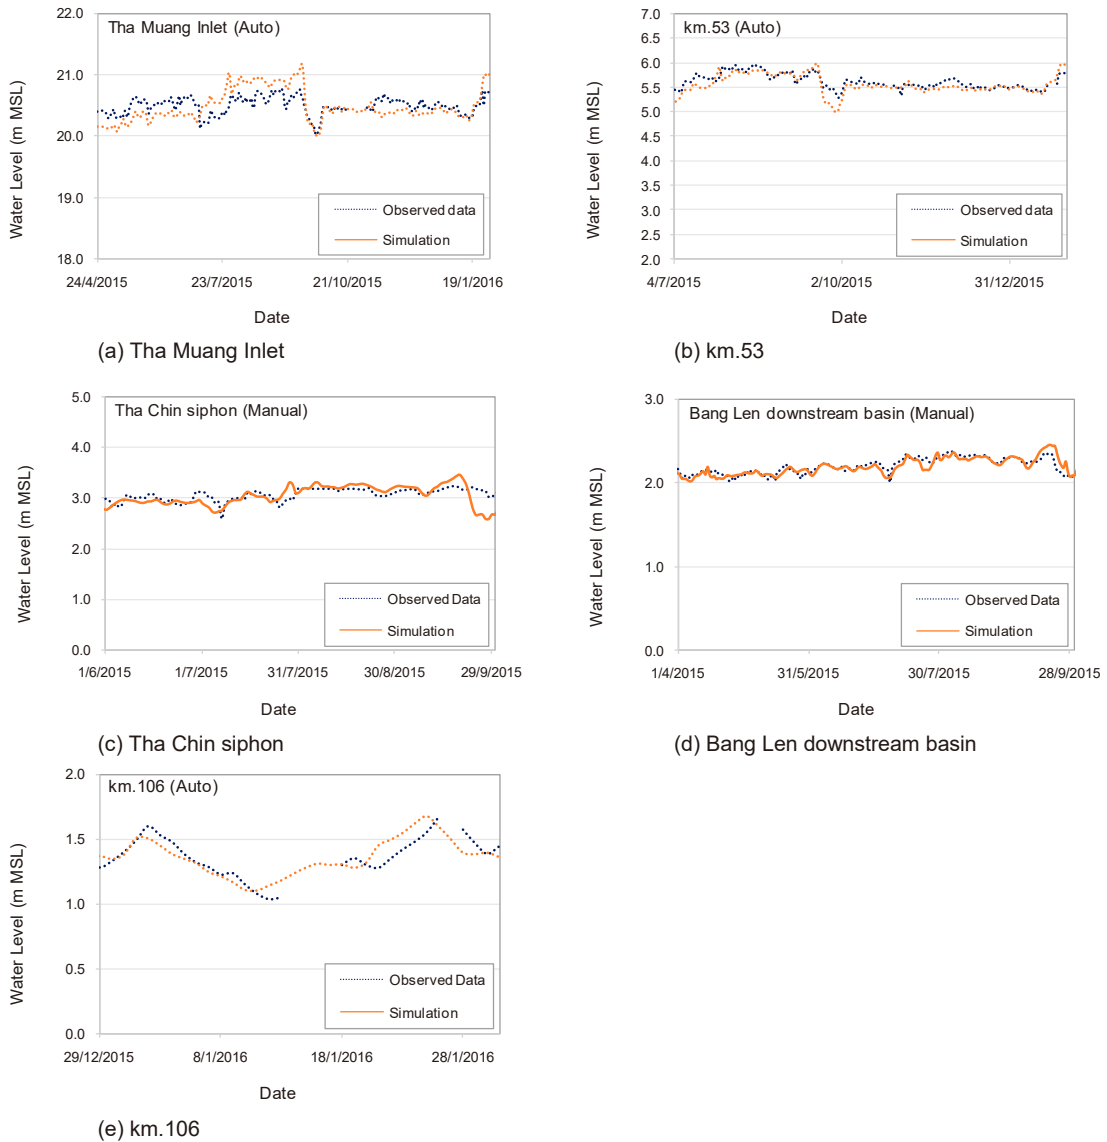 Tha Muang Inlet (Auto)
Water Level (m MSL)
22.0
21.0
20.0
19.0
18.0
Observed data
Simulation
24/4/2015 23/7/2015 21/10/2015 19/1/2016
Date
(a) Tha Muang Inlet
km.53 (Auto)
Water Level (m MSL)
7.0
6.5
6.0
5.5
5.0
4.5
4.0
3.5
3.0
2.5
2.0
Observed data
Simulation
4/7/2015 2/10/2015 31/12/2015
Date
(b) km.53
Tha Chin siphon (Manual)
Water Level (m MSL)
5.0
4.0
3.0
2.0
1.0
0.0
Observed Data
Simulation
1/6/2015 1/7/2015 31/7/2015 30/8/2015 29/9/2015
Date
(c) Tha Chin siphon
Bang Len downstream basin (Manual)
Water Level (m MSL)
3.0
2.0
1.0
0.0
Observed Data
Simulation
1/4/2015 31/5/2015 30/7/2015 28/9/2015
Date
(d) Bang Len downstream basin
km.106 (Auto)
Water Level (m MSL)
2.0
1.5
1.0
0.5
0.0
Observed Data
Simulation
29/12/2015 8/1/2016 18/1/2016 28/1/2016
Date
(e) km.106